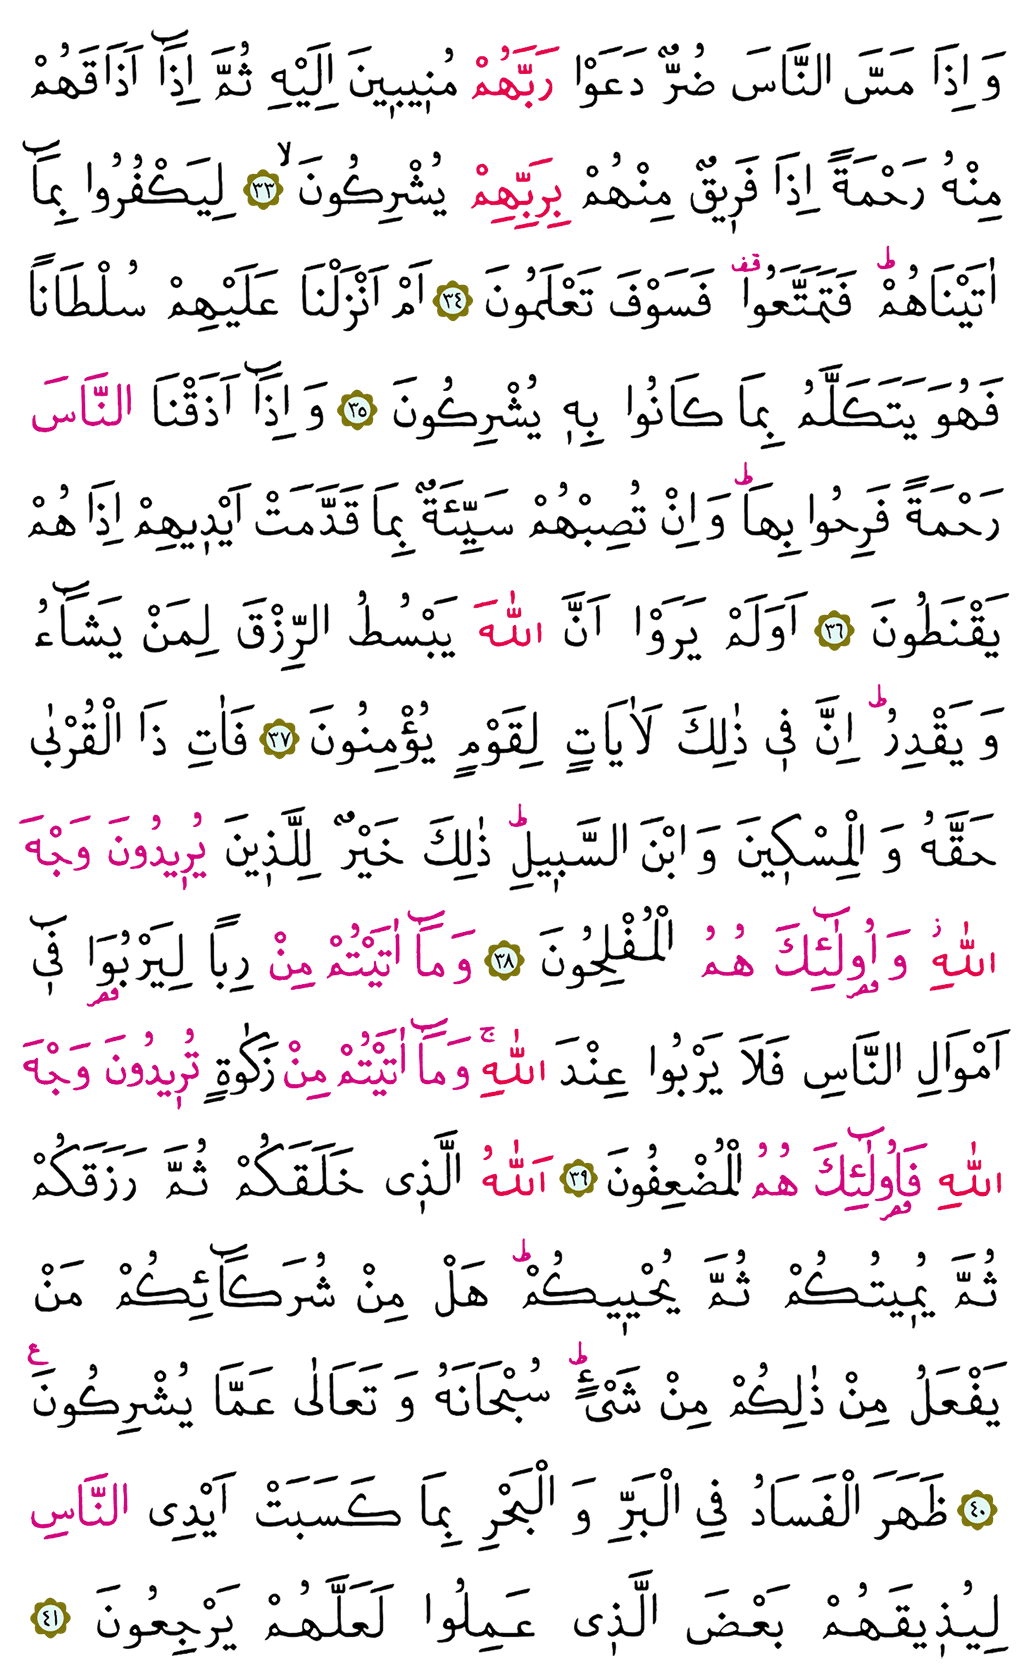 وَاِذَا مَسَّ النَّاسَ ضُرٌّ دَعَوْا رَبَّهُمْ مُن۪يب۪ينَ اِلَيْهِ ثُمَّ اِذَٓا اَذَاقَهُمْ
مِنْهُ رَحْمَةً اِذَا فَر۪يقٌ مِنْهُمْ بِرَبِّهِمْ يُشْرِكُونَۙ ﴿٣٣﴾ لِيَكْفُرُوا بِمَٓا
اٰتَيْنَاهُمْۜ فَتَمَتَّعُوا۠ قف فَسَوْفَ تَعْلَمُونَ ﴿٣٤﴾ اَمْ اَنْزَلْنَا عَلَيْهِمْ سُلْطَانًا
فَهُوَ يَتَكَلَّمُ بِمَا كَانُوا بِه۪ يُشْرِكُونَ ﴿٣٥﴾ وَاِذَٓا اَذَقْنَا النَّاسَ
رَحْمَةً فَرِحُوا بِهَاۜ وَاِنْ تُصِبْهُمْ سَيِّئَةٌ بِمَا قَدَّمَتْ اَيْد۪يهِمْ اِذَا هُمْ
يَقْنَطُونَ ﴿٣٦﴾ اَوَلَمْ يَرَوْا اَنَّ اللّٰهَ يَبْسُطُ الرِّزْقَ لِمَنْ يَشَٓاءُ
وَيَقْدِرُۜ اِنَّ ف۪ي ذٰلِكَ لَاٰيَاتٍ لِقَوْمٍ يُؤْمِنُونَ ﴿٣٧﴾ فَاٰتِ ذَا الْقُرْبٰى
حَقَّهُ وَالْمِسْك۪ينَ وَابْنَ السَّب۪يلِۜ ذٰلِكَ خَيْرٌ لِلَّذ۪ينَ يُر۪يدُونَ وَجْهَ
اللّٰهِۘ وَاُو۬لٰٓئِكَ هُمُ الْمُفْلِحُونَ ﴿٣٨﴾ وَمَٓا اٰتَيْتُمْ مِنْ رِبًا لِيَرْبُوَ۬ا ف۪ٓي
اَمْوَالِ النَّاسِ فَلَا يَرْبُوا عِنْدَ اللّٰهِۚ وَمَٓا اٰتَيْتُمْ مِنْ زَكٰوةٍ تُر۪يدُونَ وَجْهَ
اللّٰهِ فَاُو۬لٰٓئِكَ هُمُ الْمُضْعِفُونَ ﴿٣٩﴾ اَللّٰهُ الَّذ۪ي خَلَقَكُمْ ثُمَّ رَزَقَكُمْ
ثُمَّ يُم۪يتُكُمْ ثُمَّ يُحْي۪يكُمْۜ هَلْ مِنْ شُرَكَٓائِكُمْ مَنْ
يَفْعَلُ مِنْ ذٰلِكُمْ مِنْ شَيْءٍۜ سُبْحَانَهُ وَتَعَالٰى عَمَّا يُشْرِكُونَ ع
﴿٤٠﴾ ظَهَرَ الْفَسَادُ فِي الْبَرِّ وَالْبَحْرِ بِمَا كَسَبَتْ اَيْدِي النَّاسِ
لِيُذ۪يقَهُمْ بَعْضَ الَّذ۪ي عَمِلُوا لَعَلَّهُمْ يَرْجِعُونَ ﴿٤١﴾